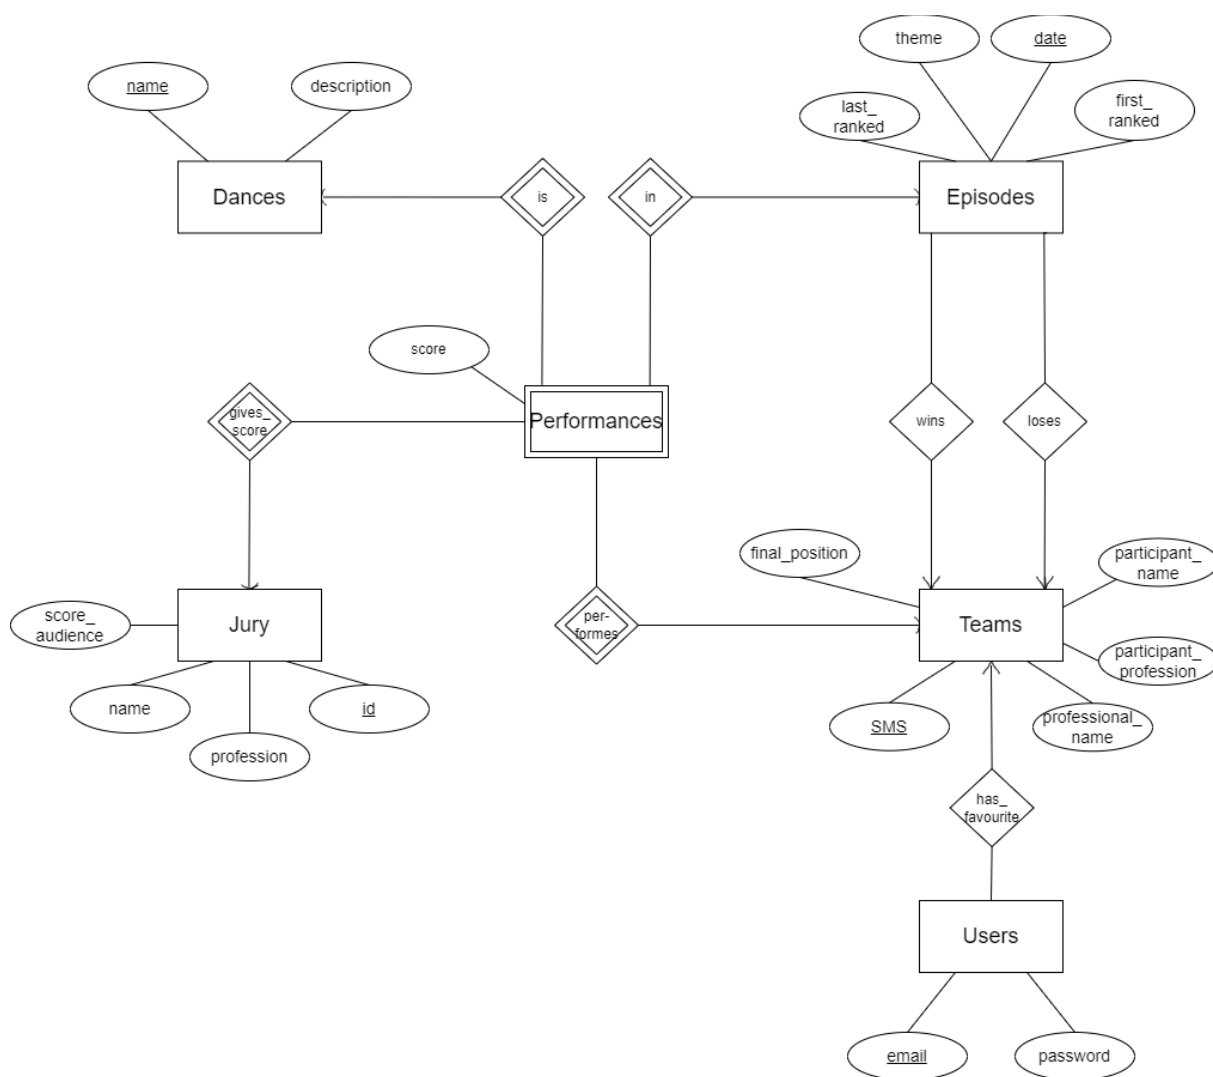 theme
date
name
description
last_
ranked
first_
ranked
Dances
is
in
Episodes
score
gives_
score
Performances
wins
loses
final_position
participant_
name
score_
audience
Jury
per-
formes
Teams
participant_
profession
name
id
SMS
professional_
name
profession
has_
favourite
Users
email
password